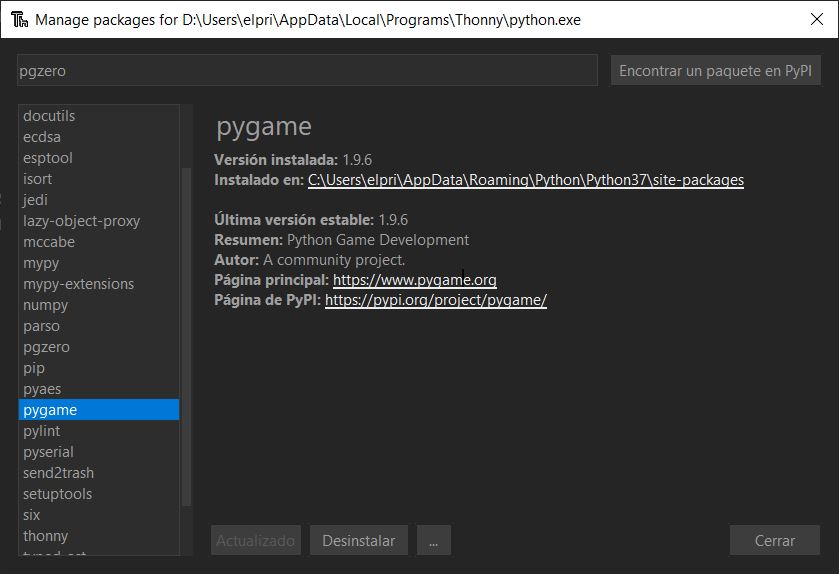 Manage packages for D:\Users\elpri\AppData\Local\Programs\Thonny\python.exe
pgzero
Encontrar un paquete en PyPI
docutils
ecdsa
esptool
isort
jedi
lazy-object-proxy
mccabe
mypy
mypy-extensions
numpy
parso
pgzero
pip
pyaes
pygame
pylint
pyserial
send2trash
setuptools
six
thonny
pygame
Versión instalada: 1.9.6
Instalado en: C:\Users\elpri\AppData\Roaming\Python\Python37\site-packages
Última versión estable: 1.9.6
Resumen: Python Game Development
Autor: A community project.
Página principal: https://www.pygame.org
Página de PyPI: https://pypi.org/project/pygame/
Actualizado
Desinstalar
...
Cerrar